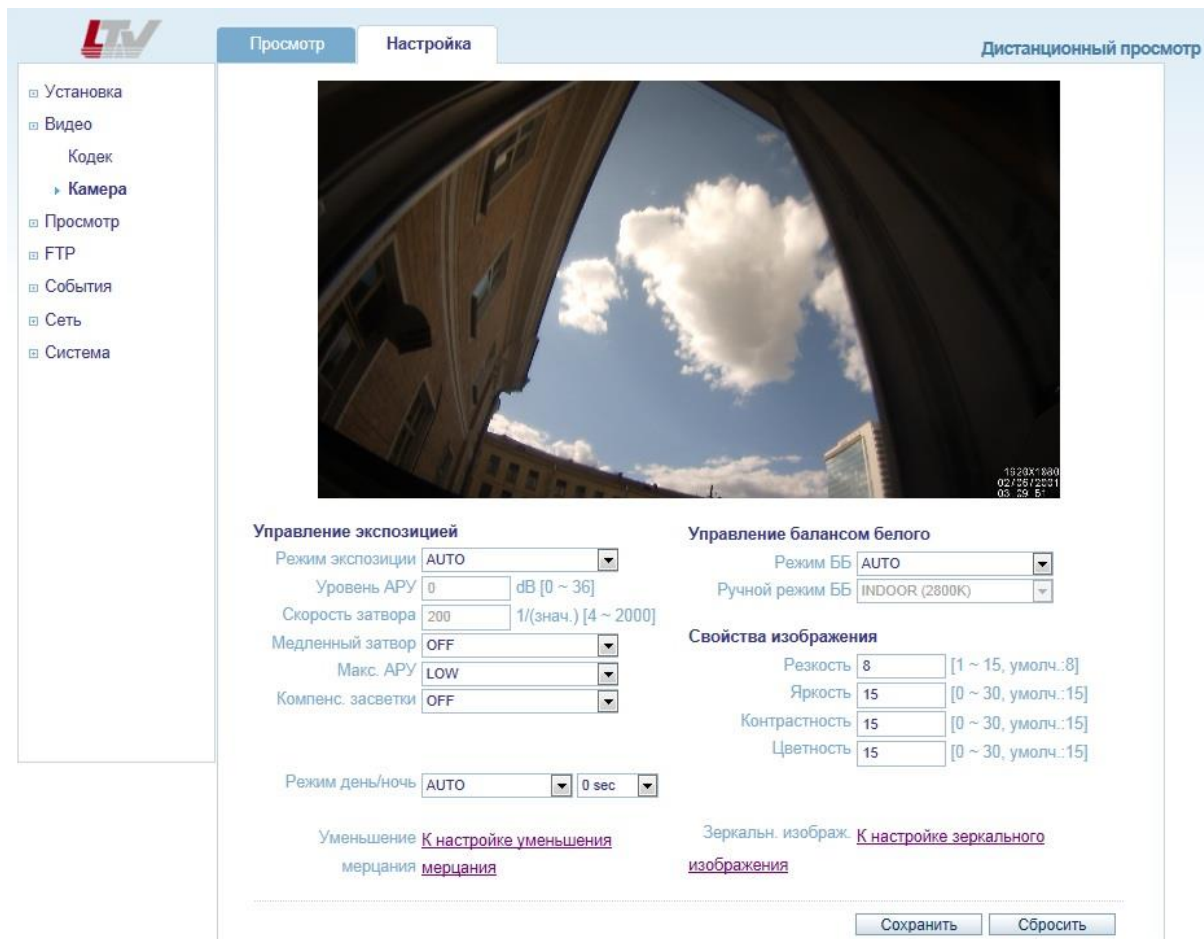 LTV
Просмотр
Настройка
Дистанционный просмотр
Установка
Видео
Кодек
Камера
Просмотр
FTP
События
Сеть
Система
1920X1080
Управление экспозицией
Режим экспозиции AUTO
Уровень АРУ 0 dB [0 ~ 36]
Скорость затвора 200 1/(знач.) [4 ~ 2000]
Медленный затвор OFF
Макс. АРУ LOW
Компенс. засветки OFF
Режим день/ночь AUTO 0 sec
Уменьшение К настройке уменьшения
мерцания мерцания
Управление балансом белого
Режим ББ AUTO
Ручной режим ББ INDOOR (2800K)
Свойства изображения
Резкость 8 [1 ~ 15, умолч.:8]
Яркость 15 [0 ~ 30, умолч.:15]
Контрастность 15 [0 ~ 30, умолч.:15]
Цветность 15 [0 ~ 30, умолч.:15]
Зеркальн. изображ. К настройке зеркального
изображения
Сохранить
Сбросить